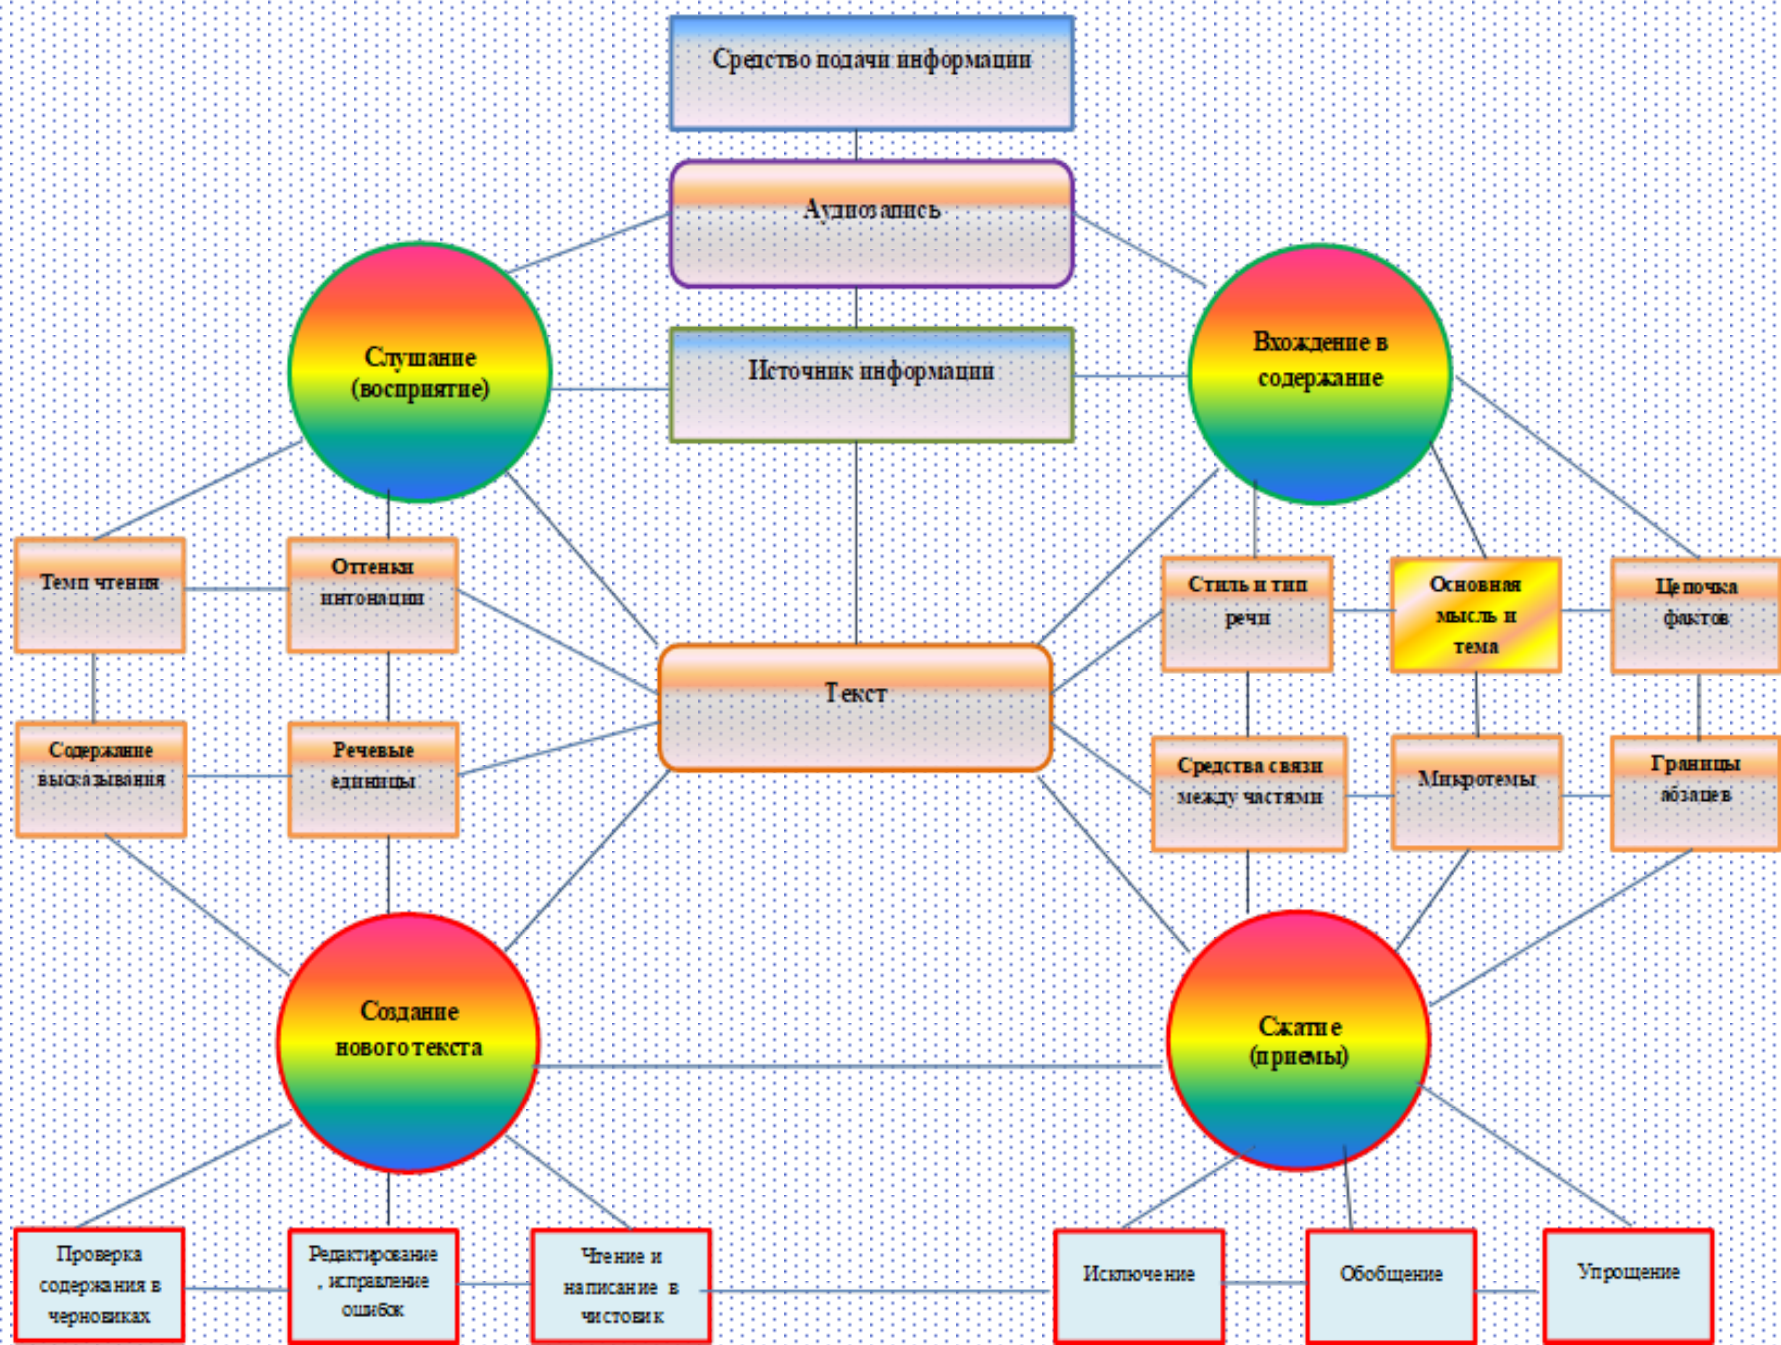 Средство подачи информации
Аудиозапись
Источник информации
Слушание
(восприятие)
Вхождение в
содержание
Темп чтения
Оттенки
интонации
Стиль и тип
речи
Основная
мысль и
тема
Цепочка
фактов
Текст
Содержание
высказывания
Речевые
единицы
Средства связи
между частями
Микротемы
Границы
абзацев
Создание
нового текста
Сжатие
(приемы)
Проверка
содержания в
черновиках
Редактирование
, исправление
ошибок
Чтение и
написание в
чистовик
Исключение
Обобщение
Упрощение